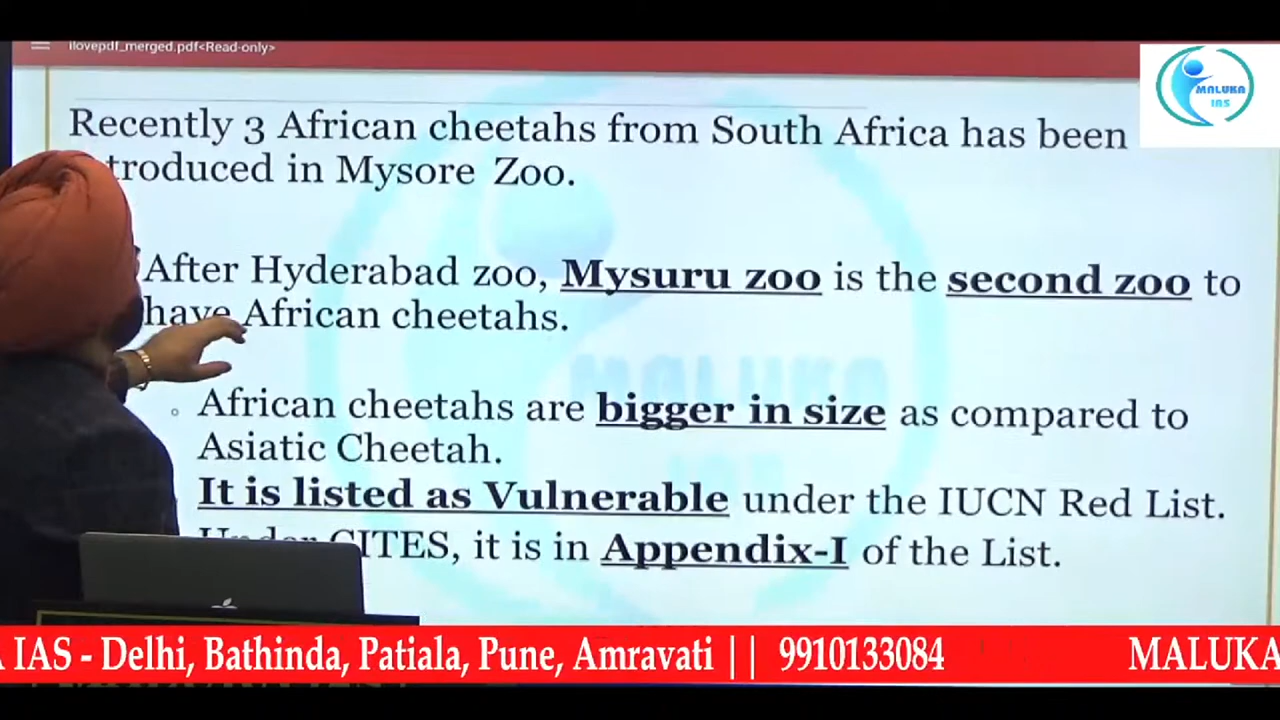 ilovepdf_merged.pdf<Read-only>
MALUKA
IAS
Recently 3 African cheetahs from South Africa has been
troduced in Mysore Zoo.
After Hyderabad zoo, Mysuru zoo is the second zoo to
have African cheetahs.
African cheetahs are bigger in size as compared to
Asiatic Cheetah.
It is listed as Vulnerable under the IUCN Red List.
Under CITES, it is in Appendix-I of the List.
MALUKA
IAS
A IAS - Delhi, Bathinda, Patiala, Pune, Amravati || 9910133084 MALUKA